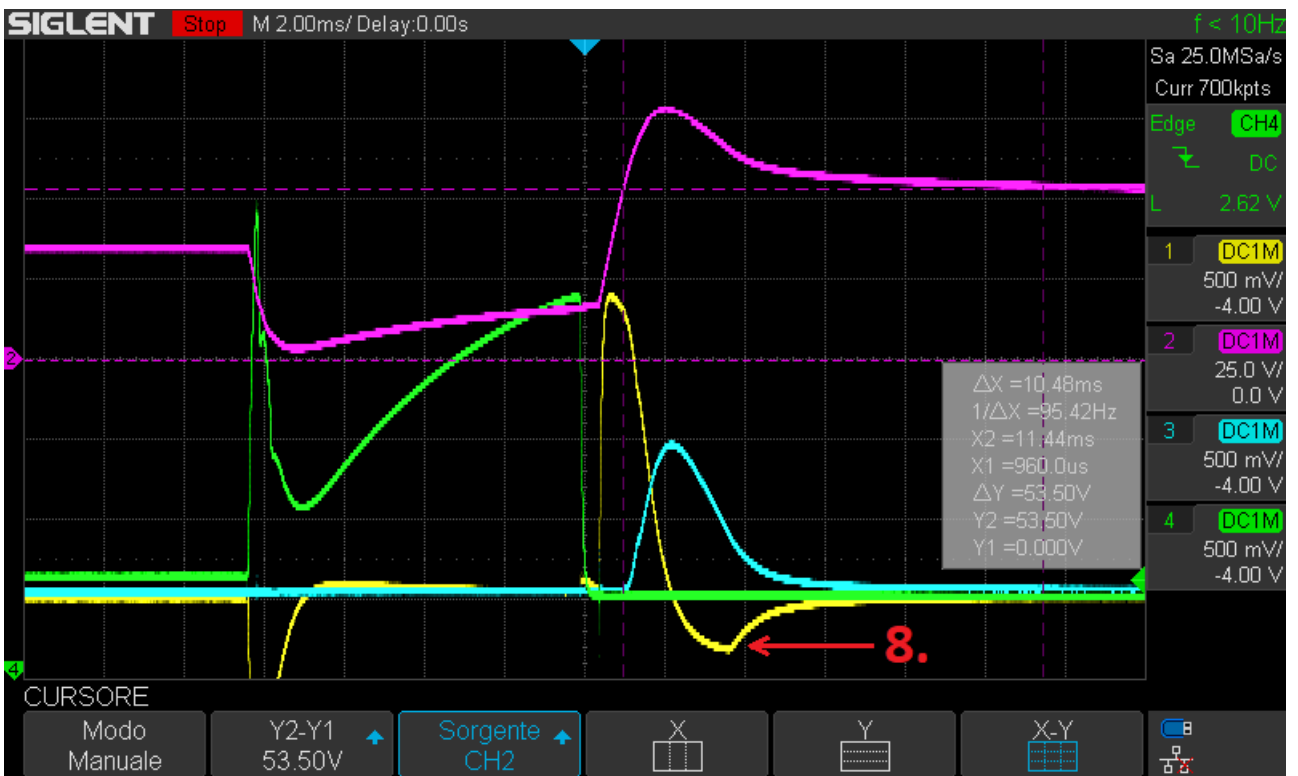 SIGLENT Stop M 2.00ms/ Delay:0.00s f < 10Hz
Sa 25.0MSa/s
Curr 700kpts
Edge CH4
DC
L 2.62 V
1 DC1M
500 mV/
-4.00 V
2 DC1M
25.0 V/
0.0 V
3 DC1M
500 mV/
-4.00 V
4 DC1M
500 mV/
-4.00 V
2
△X =10.48ms
1/△X =95.42Hz
X2 =11.44ms
X1 =960.0us
△Y =53.50V
Y2 =53.50V
Y1 =0.000V
8.
4
CURSORE
Modo
Manuale
Y2-Y1
53.50V
Sorgente
CH2
X
Y
X-Y